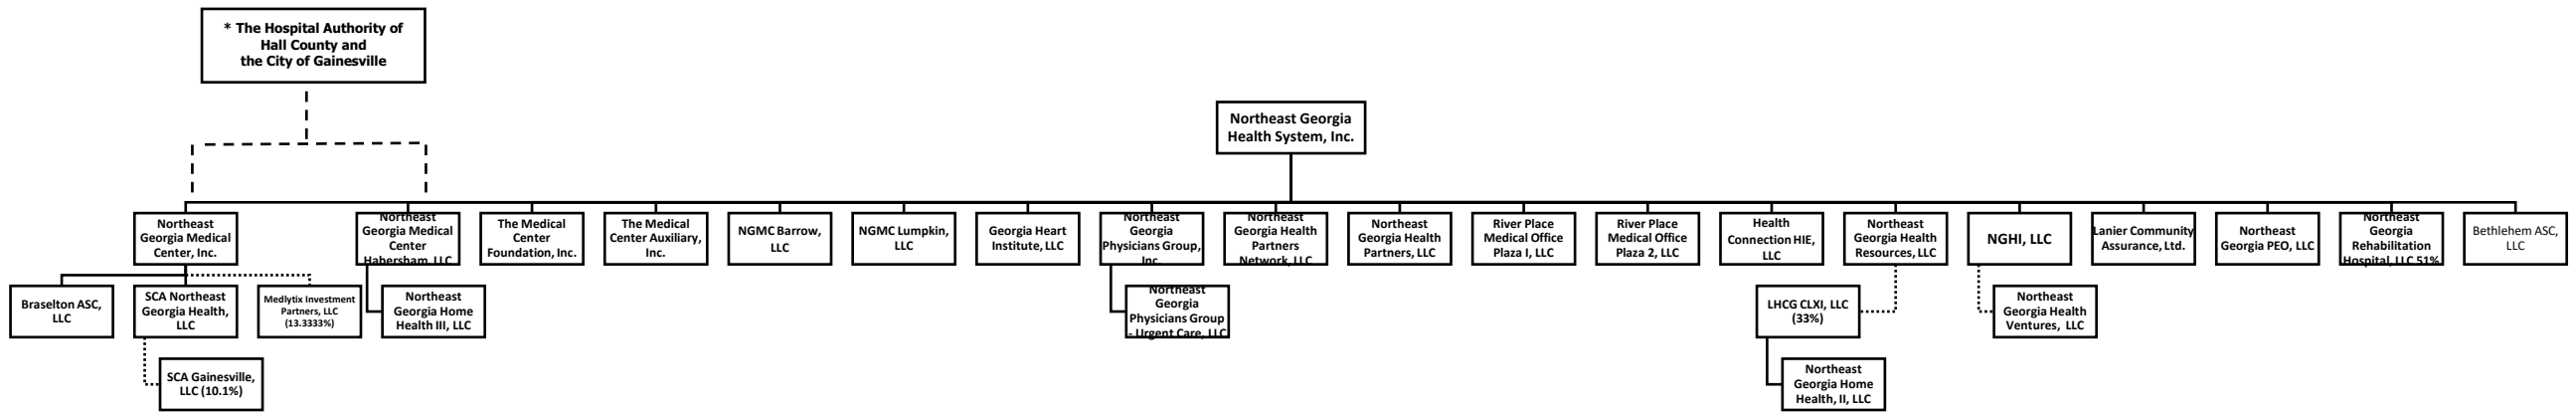 * The Hospital Authority of
Hall County and
the City of Gainesville
Northeast Georgia
Health System, Inc.
Northeast
Georgia Medical
Center, Inc.
Northeast
Georgia Medical
Center
Habersham, LLC
The Medical
Center
Foundation, Inc.
The Medical
Center Auxiliary,
Inc.
NGMC Barrow,
LLC
NGMC Lumpkin,
LLC
Georgia Heart
Institute, LLC
Northeast
Georgia
Physicians Group,
Inc.
Northeast
Georgia Health
Partners
Network, LLC
Northeast
Georgia Health
Partners, LLC
River Place
Medical Office
Plaza I, LLC
River Place
Medical Office
Plaza 2, LLC
Health
Connection HIE,
LLC
Northeast
Georgia Health
Resources, LLC
NGHI, LLC
Lanier Community
Assurance, Ltd.
Northeast
Georgia PEO, LLC
Northeast
Georgia
Rehabilitation
Hospital, LLC 51%
Bethlehem ASC,
LLC
Braselton ASC,
LLC
SCA Northeast
Georgia Health,
LLC
Medlytix Investment
Partners, LLC
(13.3333%)
Northeast
Georgia Home
Health III, LLC
Northeast
Georgia
Physicians Group
- Urgent Care, LLC
LHCG CLXI, LLC
(33%)
Northeast
Georgia Health
Ventures, LLC
SCA Gainesville,
LLC (10.1%)
Northeast
Georgia Home
Health, II, LLC